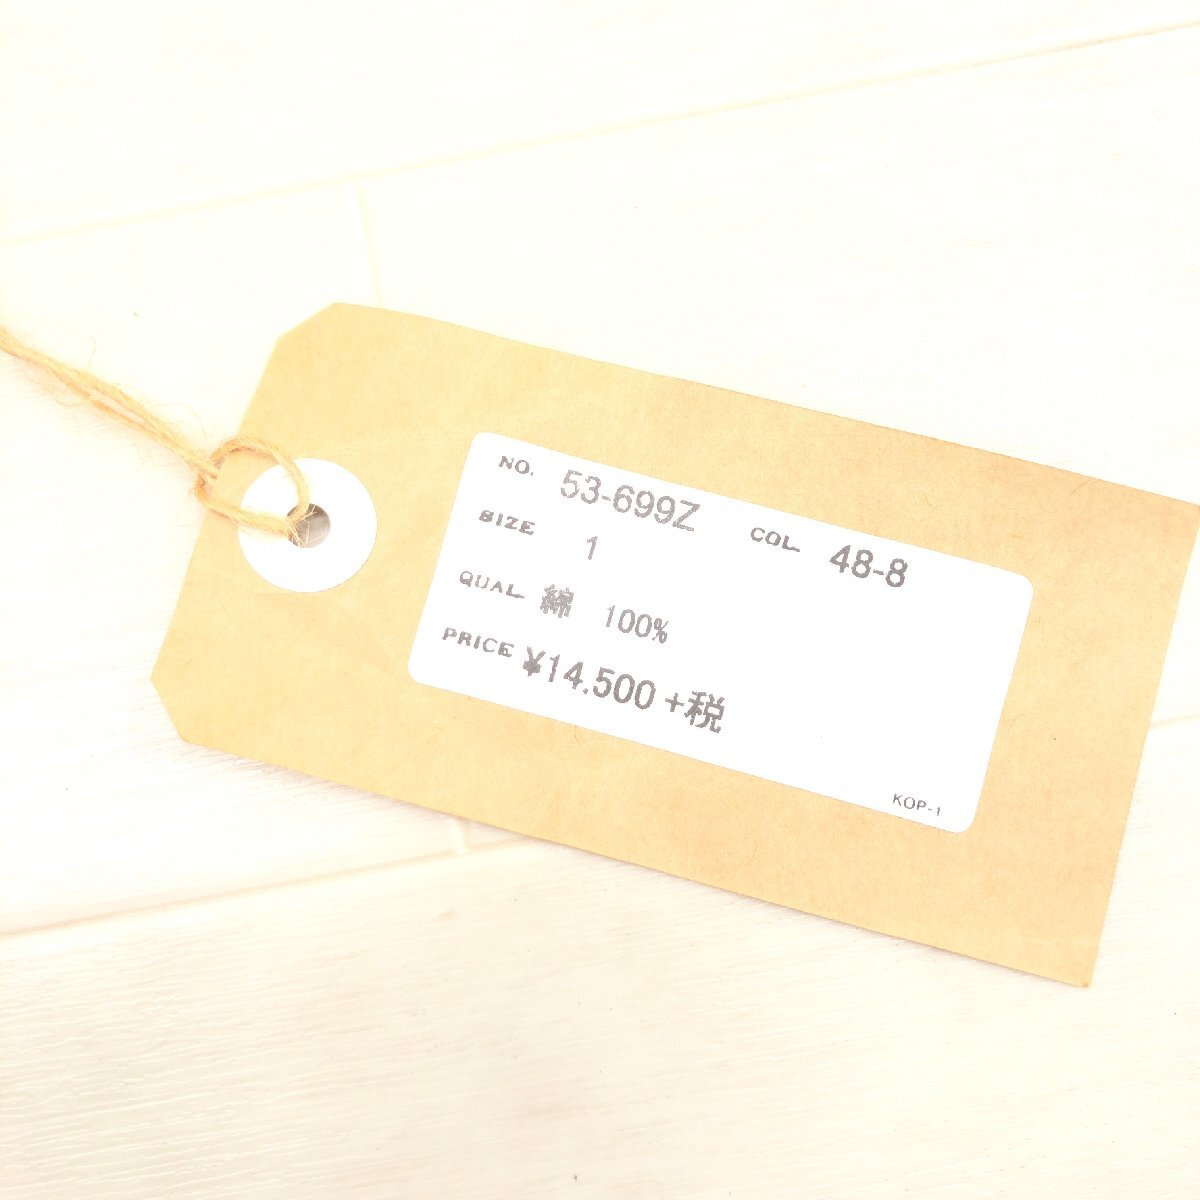 NO. 53-699Z COL. 48-8
SIZE 1
QUAL. 綿 100%
PRICE ¥14.500+税
KOP-1